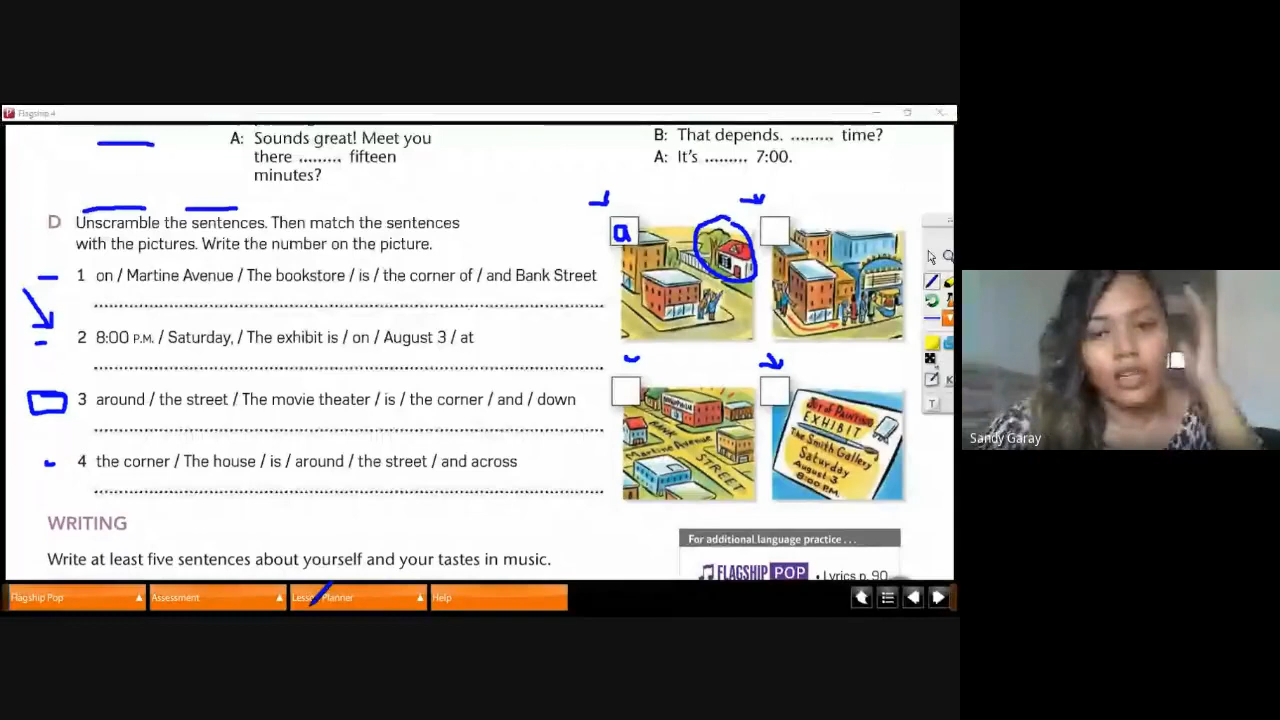 Flagship 4
A: Sounds great! Meet you
there ......... fifteen
minutes?
B: That depends. ......... time?
A: It's ......... 7:00.
D Unscramble the sentences. Then match the sentences
with the pictures. Write the number on the picture.
1 on / Martine Avenue / The bookstore / is / the corner of / and Bank Street
2 8:00 P.M. / Saturday, / The exhibit is / on / August 3 / at
3 around / the street / The movie theater / is / the corner / and / down
4 the corner / The house / is / around / the street / and across
a
BANK
Martine Avenue
STREET
EXHIBIT
The Smith Gallery
Saturday
August 3
8:00 P.M.
WRITING
Write at least five sentences about yourself and your tastes in music.
For additional language practice . . .
FLAGSHIP POP • Lyrics p. 90
Flagship Pop
Assessment
Lesson Planner
Help
Sandy Garay